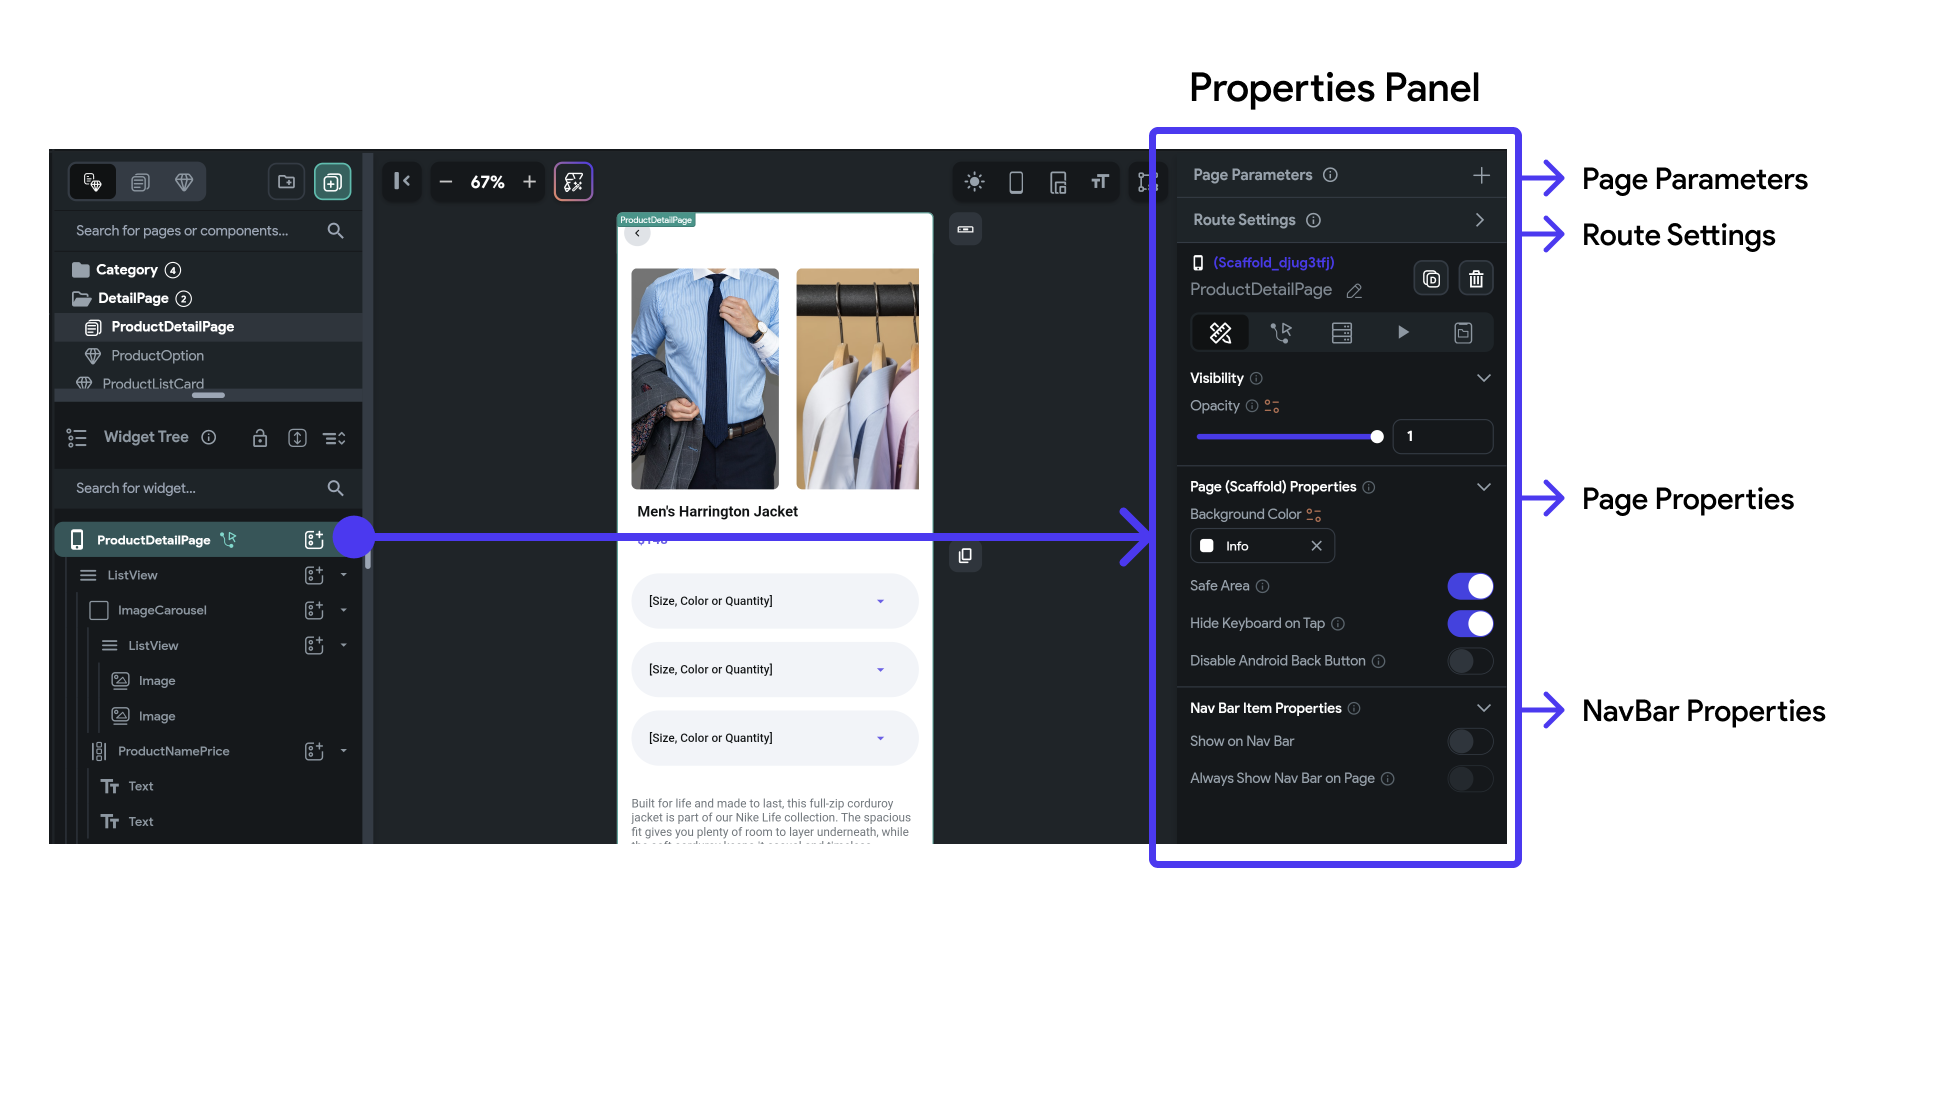 Properties Panel
67%
Page Parameters
Page Parameters
Search for pages or components...
Route Settings
Route Settings
ProductDetailPage
Category 4
DetailPage 2
ProductDetailPage
ProductOption
ProductListCard
(Scaffold_djug3tfj)
ProductDetailPage
Visibility
Opacity
1
Widget Tree
Search for widget...
Men's Harrington Jacket
Page (Scaffold) Properties
Page Properties
Background Color
Info
ProductDetailPage
ListView
ImageCarousel
ListView
Image
Image
ProductNamePrice
Text
Text
[Size, Color or Quantity]
[Size, Color or Quantity]
[Size, Color or Quantity]
Built for life and made to last, this full-zip corduroy
jacket is part of our Nike Life collection. The spacious
fit gives you plenty of room to layer underneath, while
Safe Area
Hide Keyboard on Tap
Disable Android Back Button
Nav Bar Item Properties
NavBar Properties
Show on Nav Bar
Always Show Nav Bar on Page